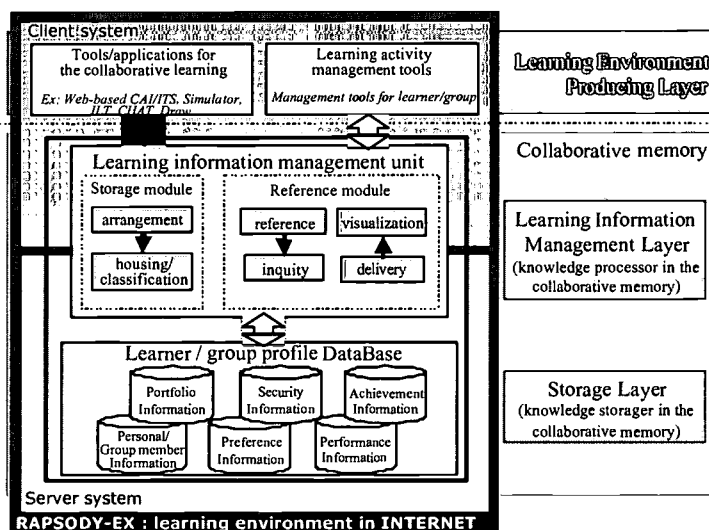 Client system
Tools/applications for
the collaborative learning
Ex: Web-based CAI/ITS, Simulator,
ILT, CHAT, Draw
Learning activity
management tools
Management tools for learner/group
Learning Environment
Producing Layer
Collaborative memory
Learning information management unit
Storage module
arrangement
housing/
classification
Reference module
reference
visualization
inquity
delivery
Learning Information
Management Layer
(knowledge processor in the
collaborative memory)
Learner / group profile DataBase
Portfolio
Information
Security
Information
Achievement
Information
Personal/
Group member
Information
Preference
Information
Performance
Information
Storage Layer
(knowledge storager in the
collaborative memory)
Server system
RAPSODY-EX : learning environment in INTERNET